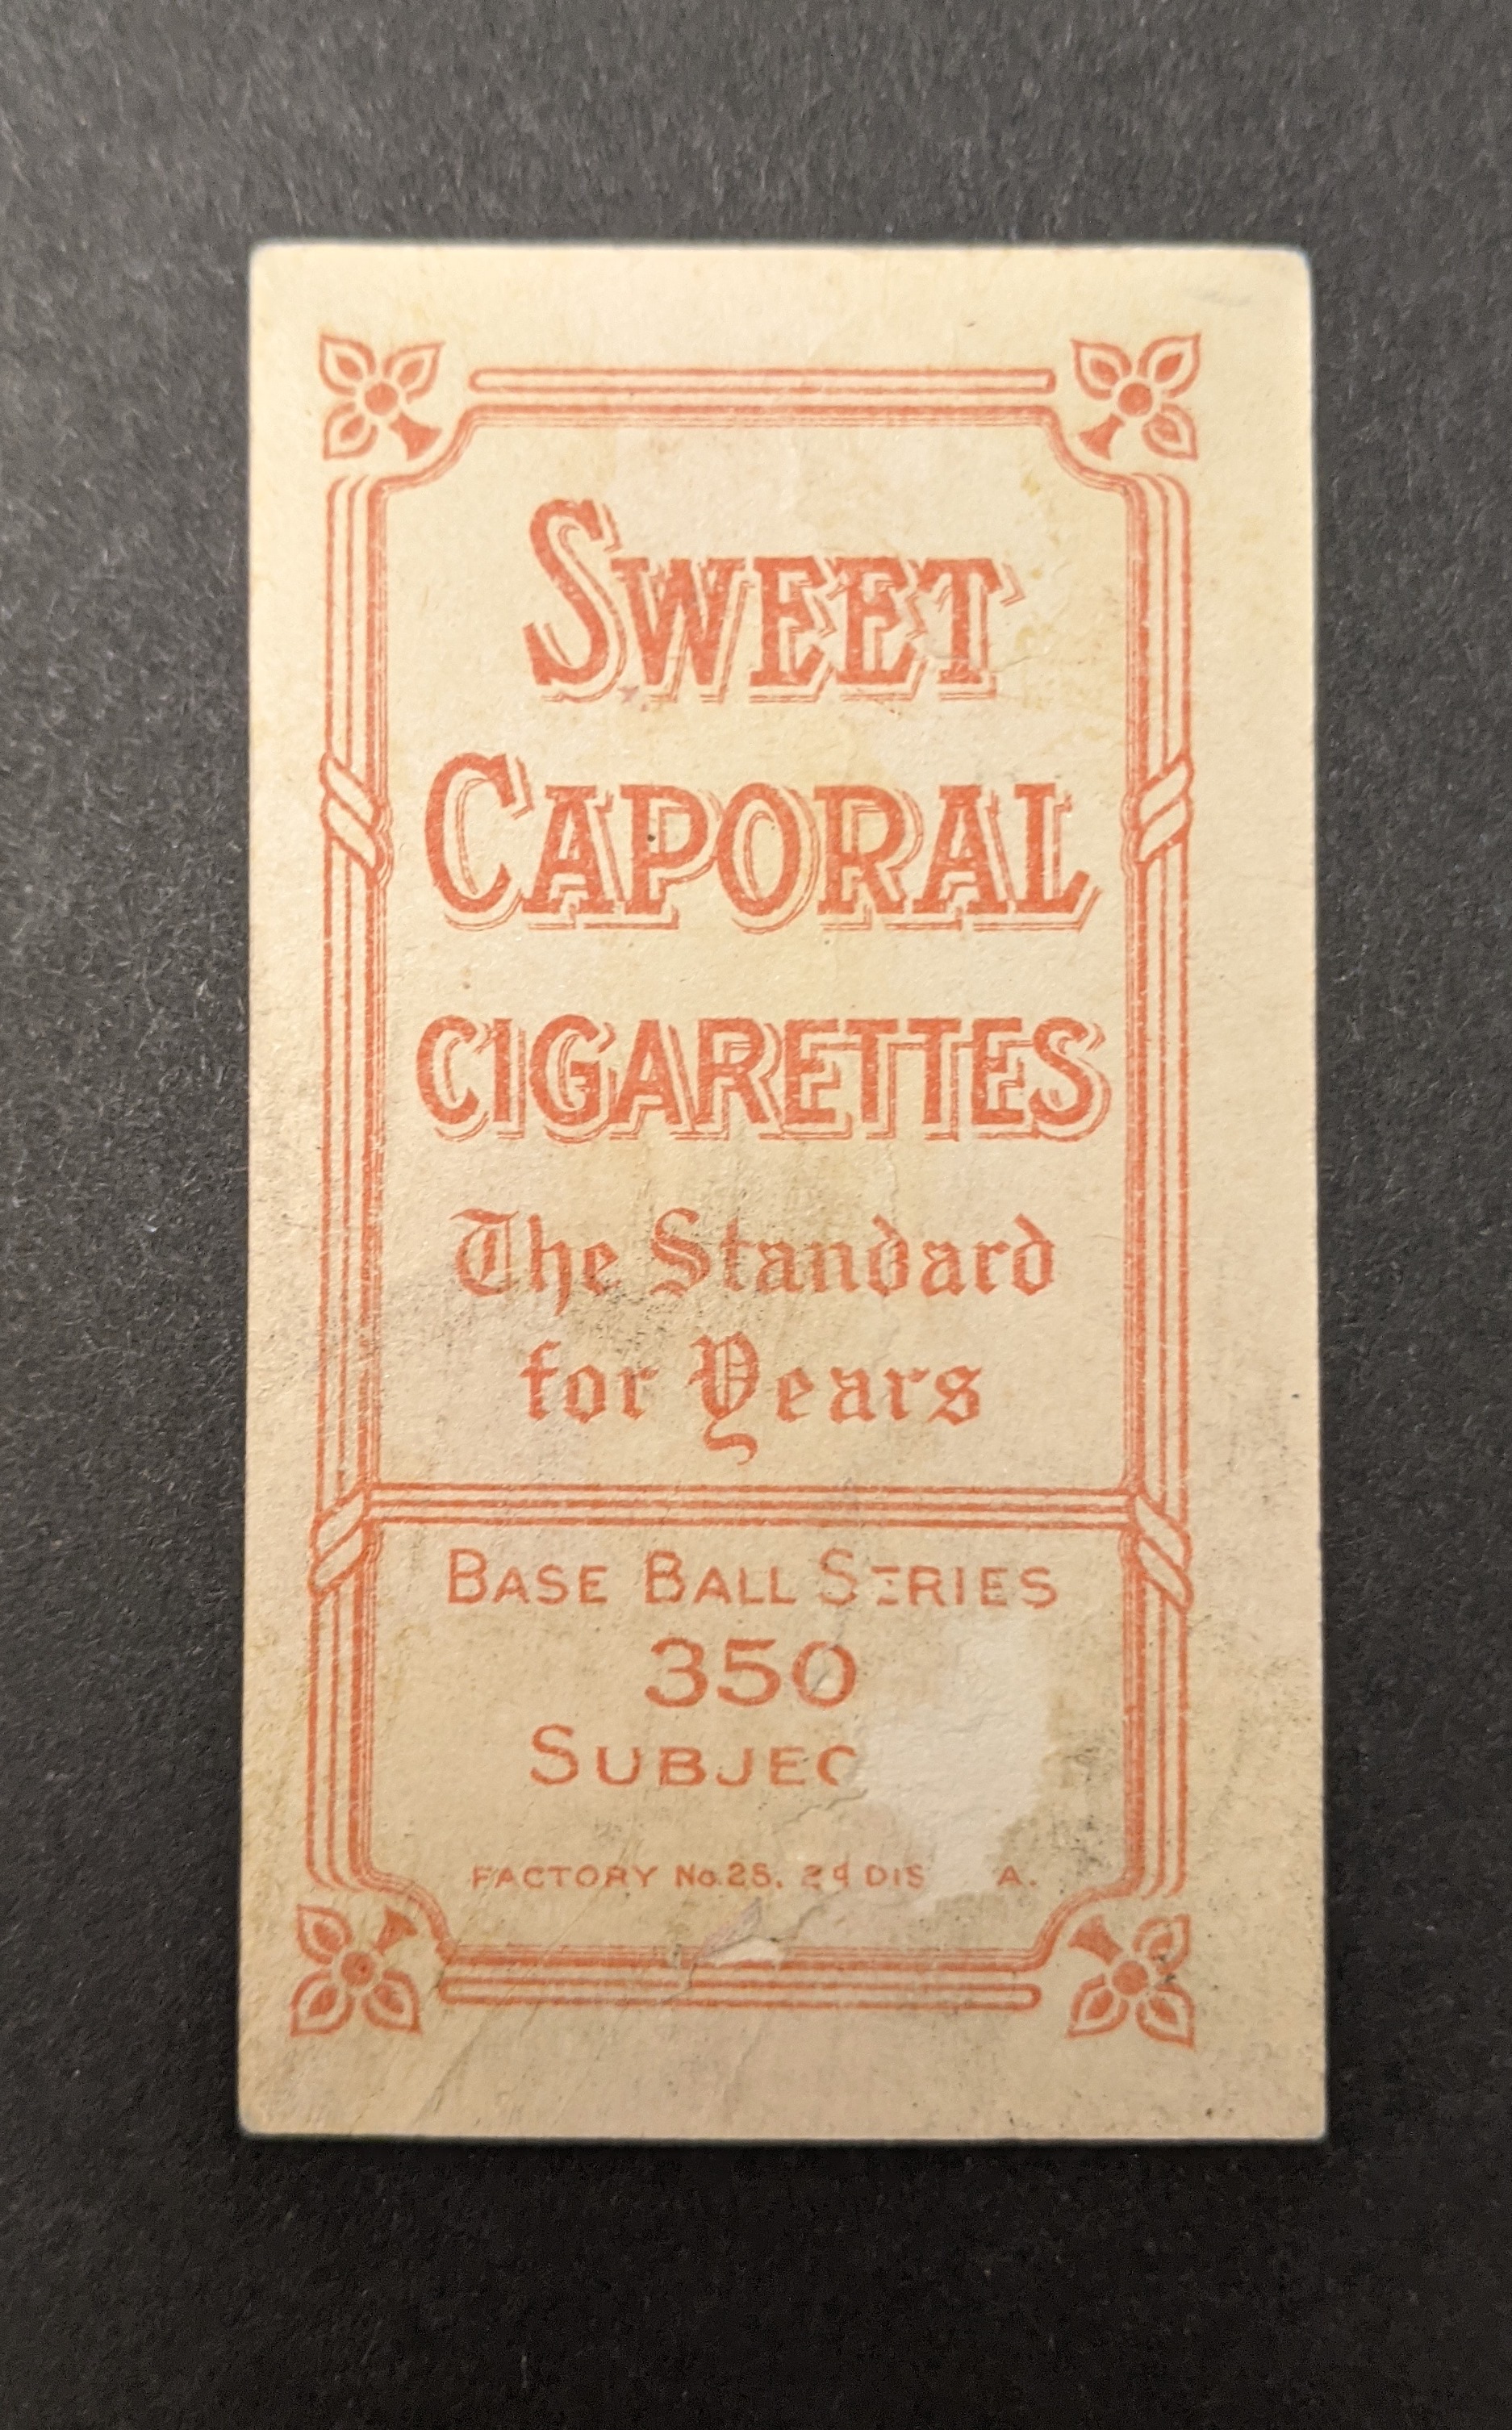 SWEET
CAPORAL
CIGARETTES
The Standard
for Years
BASE BALL SERIES
350
SUBJEC
FACTORY No. 25, 2d DIS A.